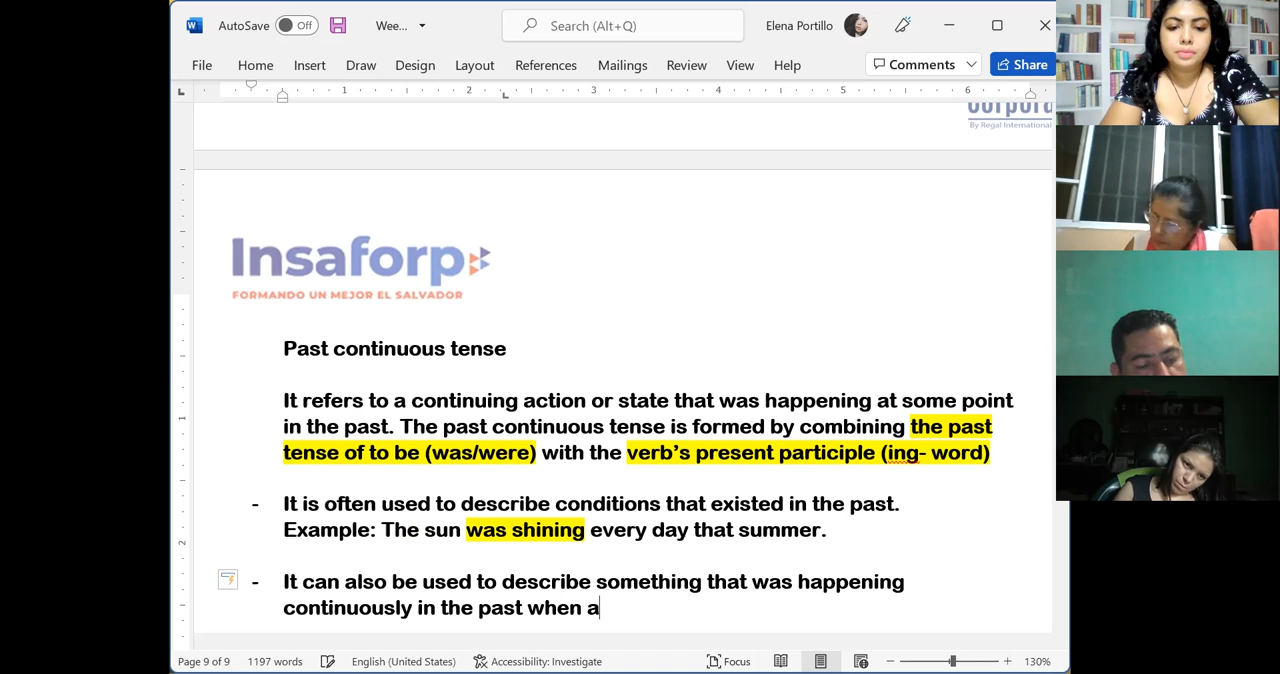 AutoSave Off Wee... Search (Alt+Q) Elena Portillo
File Home Insert Draw Design Layout References Mailings Review View Help Comments Share
1 2 3 4 5 6
By Regal International
Insaforp
FORMANDO UN MEJOR EL SALVADOR
Past continuous tense
It refers to a continuing action or state that was happening at some point
in the past. The past continuous tense is formed by combining the past
tense of to be (was/were) with the verb’s present participle (ing- word)
- It is often used to describe conditions that existed in the past.
Example: The sun was shining every day that summer.
- It can also be used to describe something that was happening
continuously in the past when a
Page 9 of 9 1197 words English (United States) Accessibility: Investigate Focus 130%